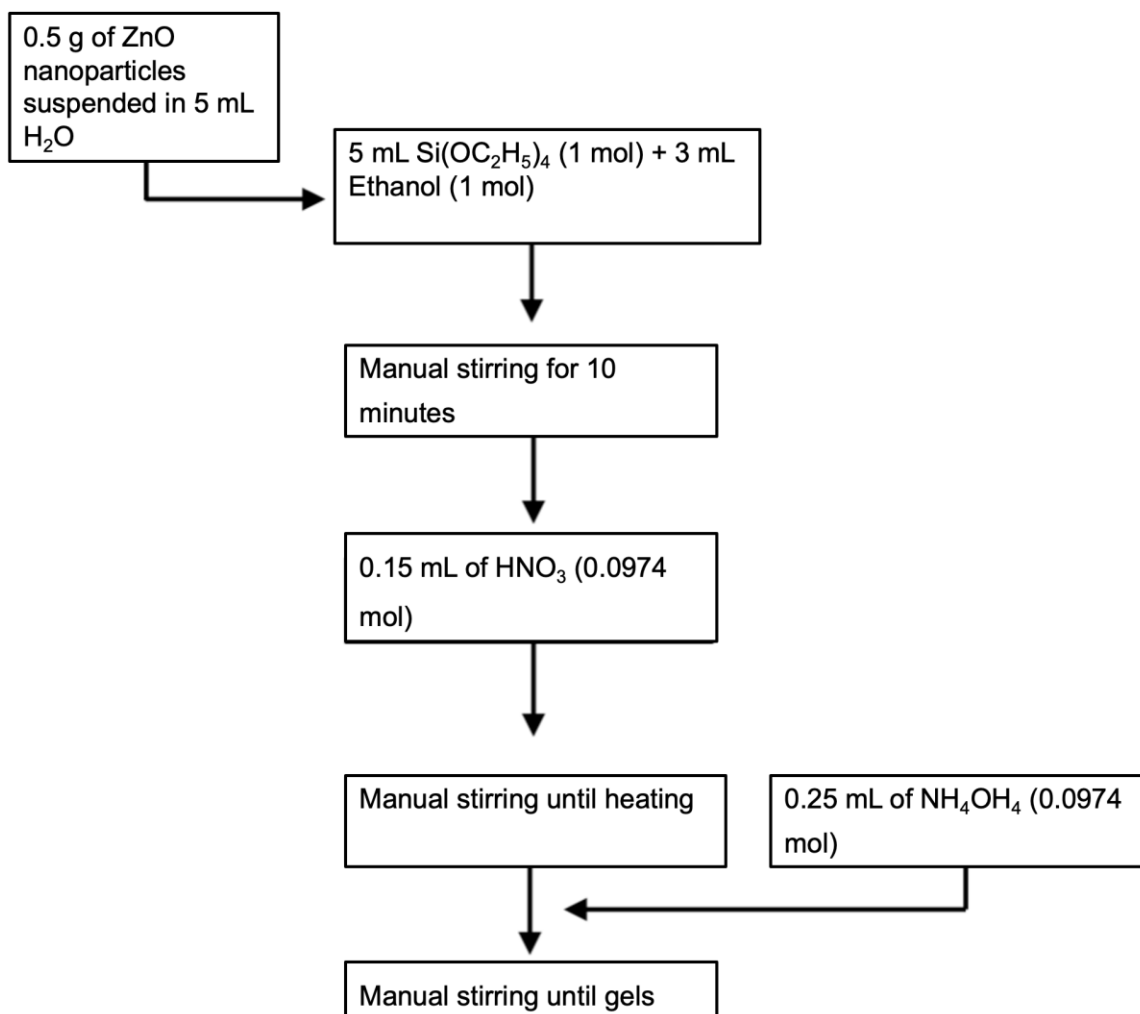 0.5 g of ZnO
nanoparticles
suspended in 5 mL
H₂O
5 mL Si(OC₂H₅)₄ (1 mol) + 3 mL
Ethanol (1 mol)
Manual stirring for 10
minutes
0.15 mL of HNO₃ (0.0974
mol)
Manual stirring until heating
0.25 mL of NH₄OH₄ (0.0974
mol)
Manual stirring until gels